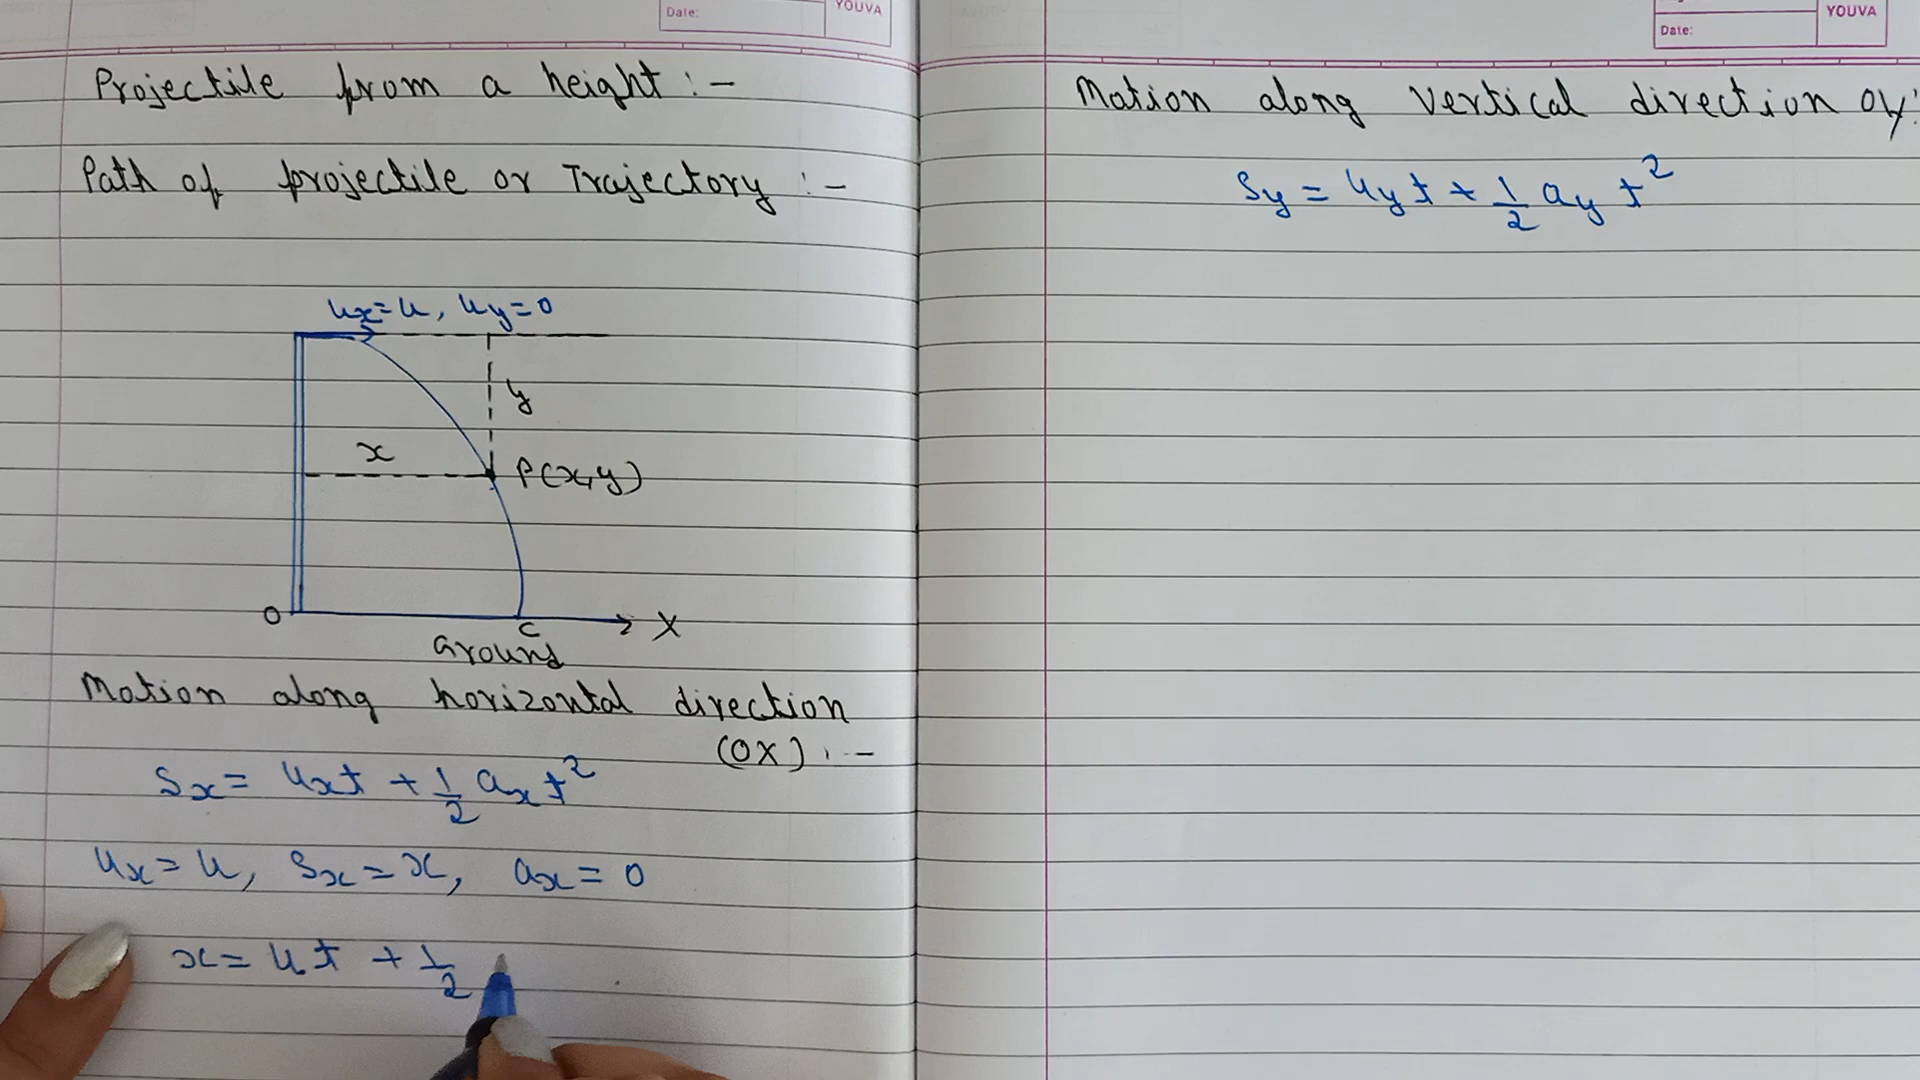 Date:
YOUVA
Projectile from a height :-
Path of projectile or Trajectory :-
ux=u, uy=0
y
x
P(x,y)
O
C
X
Ground
Motion along horizontal direction
(OX) :-
Sx = uxt + 1/2 axt²
ux = u, Sx = x, ax = 0
x = ut + 1/2
YOUVA
Date:
Motion along vertical direction OY:
Sy = uyt + 1/2 ay t²